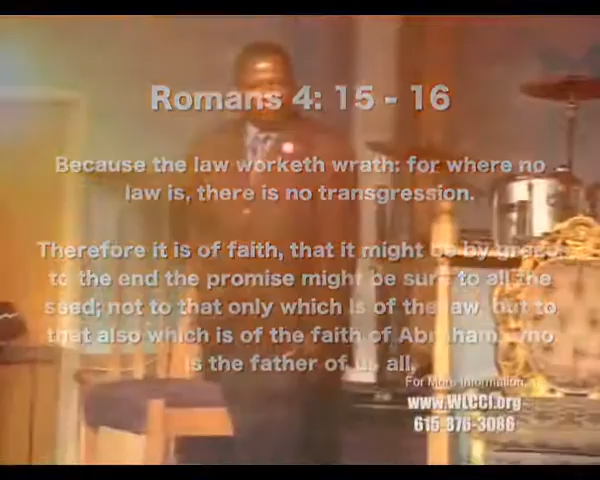 Romans 4: 15 - 16
Because the law worketh wrath: for where no
law is, there is no transgression.
Therefore it is of faith, that it might be by grace;
to the end the promise might be sure to all the
seed; not to that only which is of the law, but to
that also which is of the faith of Abraham; who
is the father of us all,
For More Information...
www.WLCCI.org
615.876-3086